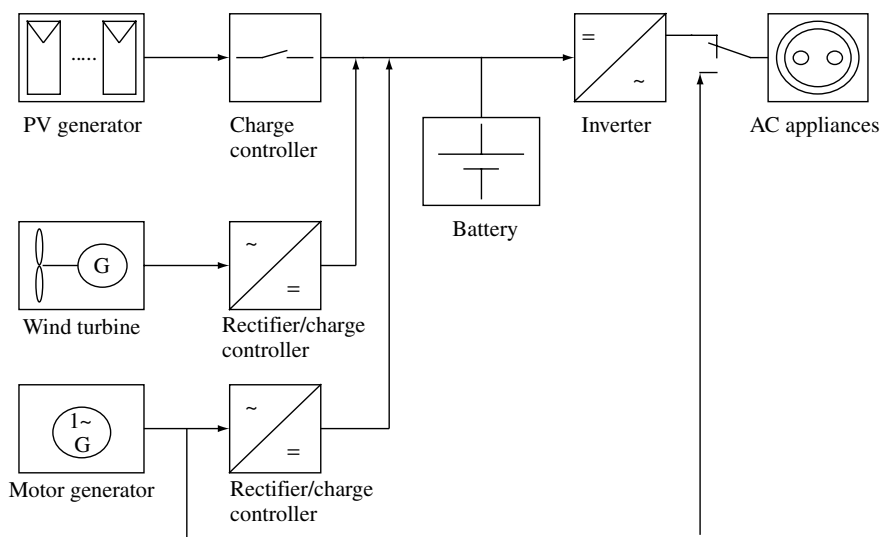 .....
=
~
PV generator
Charge
controller
Inverter
AC appliances
Battery
G
~
=
Wind turbine
Rectifier/charge
controller
1~
G
~
=
Motor generator
Rectifier/charge
controller